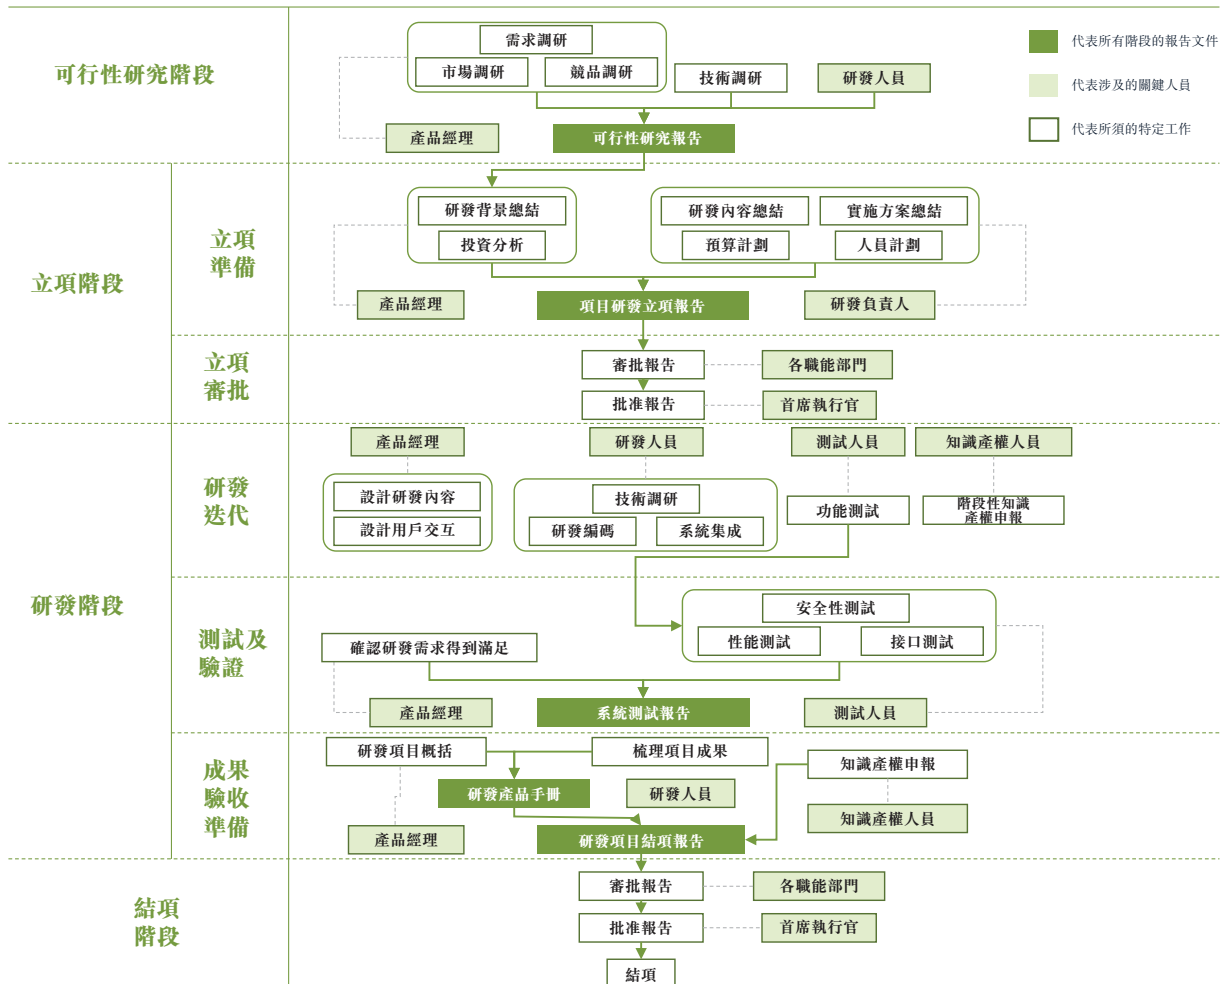 需求調研
市場調研
競品調研
技術調研
研發人員
產品經理
可行性研究報告
可行性研究階段
代表所有階段的報告文件
代表涉及的關鍵人員
代表所須的特定工作
立項階段
立項
準備
研發背景總結
投資分析
研發內容總結
實施方案總結
預算計劃
人員計劃
產品經理
項目研發立項報告
研發負責人
立項
審批
審批報告
各職能部門
批准報告
首席執行官
研發階段
研發
迭代
產品經理
研發人員
測試人員
知識產權人員
設計研發內容
設計用戶交互
技術調研
研發編碼
系統集成
功能測試
階段性知識
產權申報
測試及
驗證
安全性測試
性能測試
接口測試
確認研發需求得到滿足
產品經理
系統測試報告
測試人員
成果
驗收
準備
研發項目概括
梳理項目成果
知識產權申報
研發產品手冊
研發人員
知識產權人員
產品經理
研發項目結項報告
結項
階段
審批報告
各職能部門
批准報告
首席執行官
結項